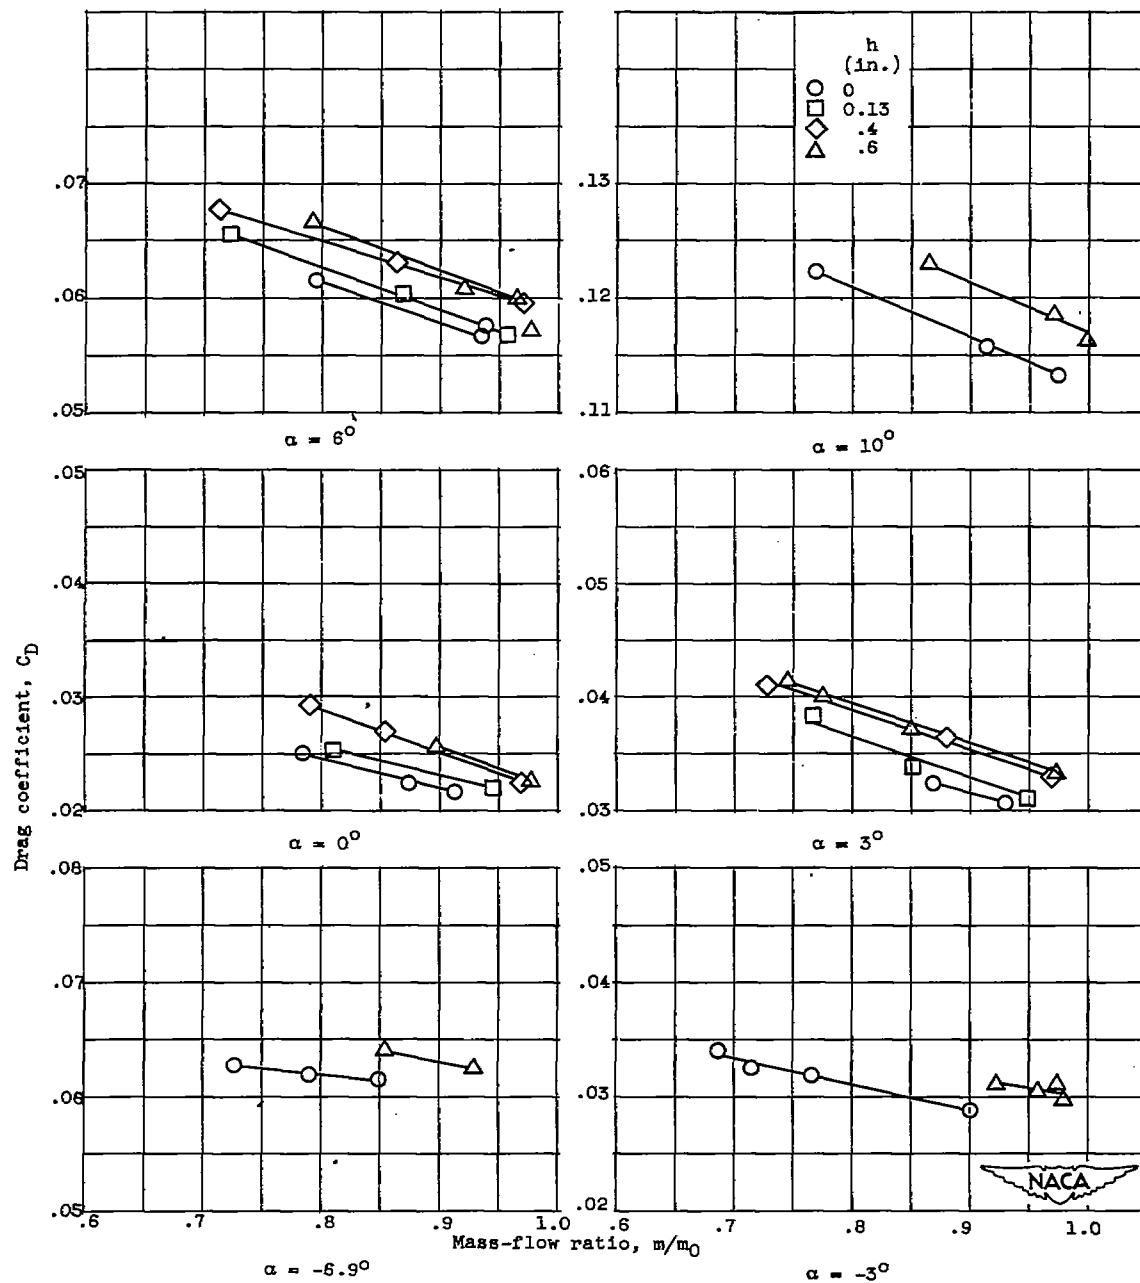 h
(in.)
0
0.13
.4
.6
.07
.06
.05
α = 6°
.13
.12
.11
α = 10°
.05
.04
.03
.02
α = 0°
.06
.05
.04
.03
α = 3°
Drag coefficient, C_D
.08
.07
.06
.05
.6 .7 .8 .9 1.0
α = -6.9°
.05
.04
.03
.02
.6 .7 .8 .9 1.0
α = -3°
Mass-flow ratio, m/m₀
NACA